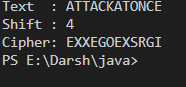 Text  : ATTACKATONCE
Shift : 4
Cipher: EXXEGOEXSRGI
PS E:\Darsh\java>